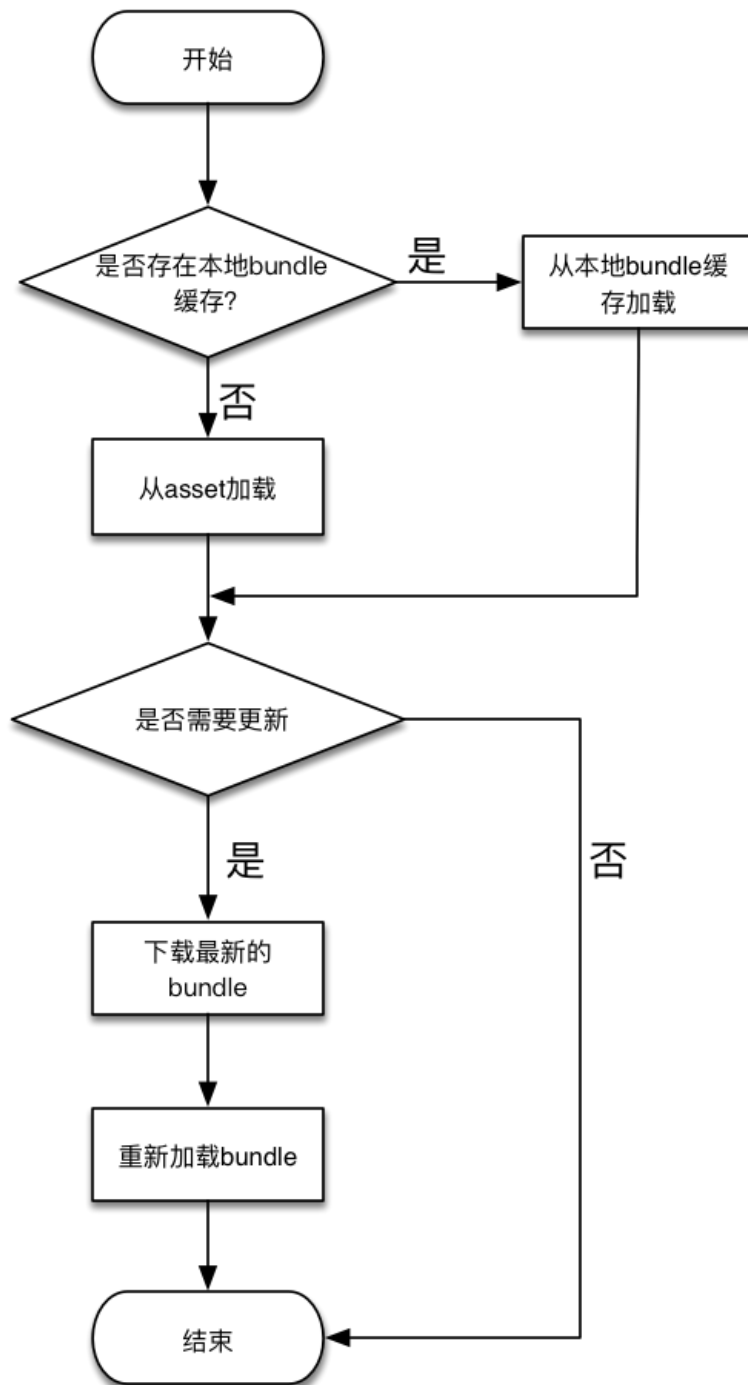 开始
是否存在本地bundle
缓存?
是
从本地bundle缓
存加载
否
从asset加载
是否需要更新
是
否
下载最新的
bundle
重新加载bundle
结束